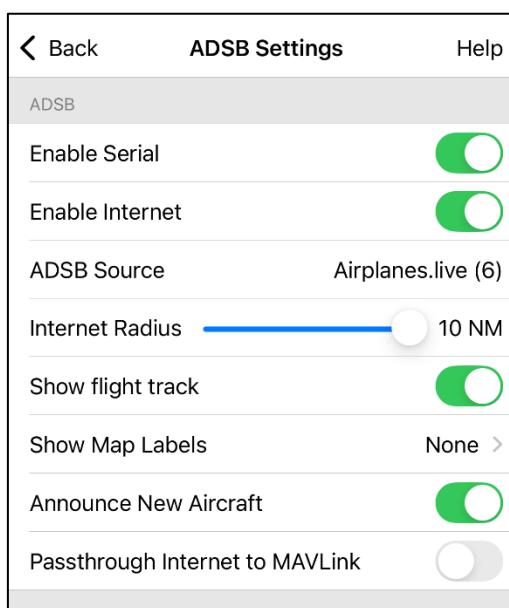 Back ADSB Settings Help
ADSB
Enable Serial
Enable Internet
ADSB Source Airplanes.live (6)
Internet Radius 10 NM
Show flight track
Show Map Labels None
Announce New Aircraft
Passthrough Internet to MAVLink